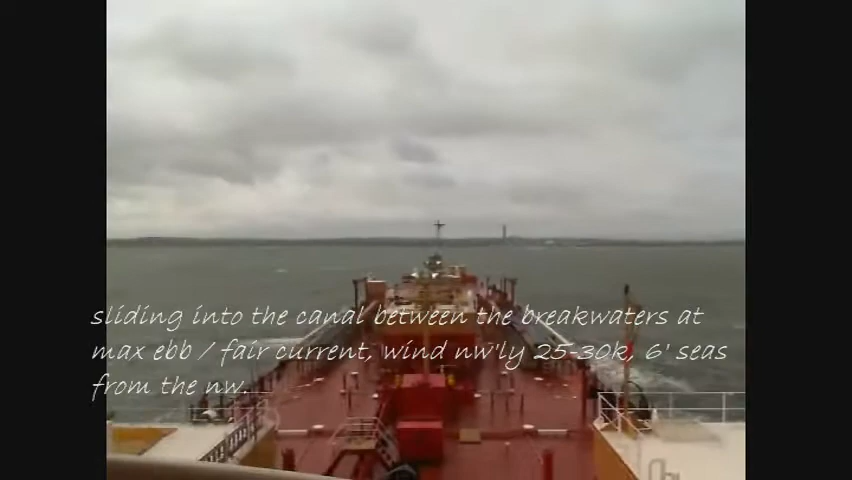 sliding into the canal between the breakwaters at
max ebb / fair current, wind nw'ly 25-30k, 6' seas
from the nw.